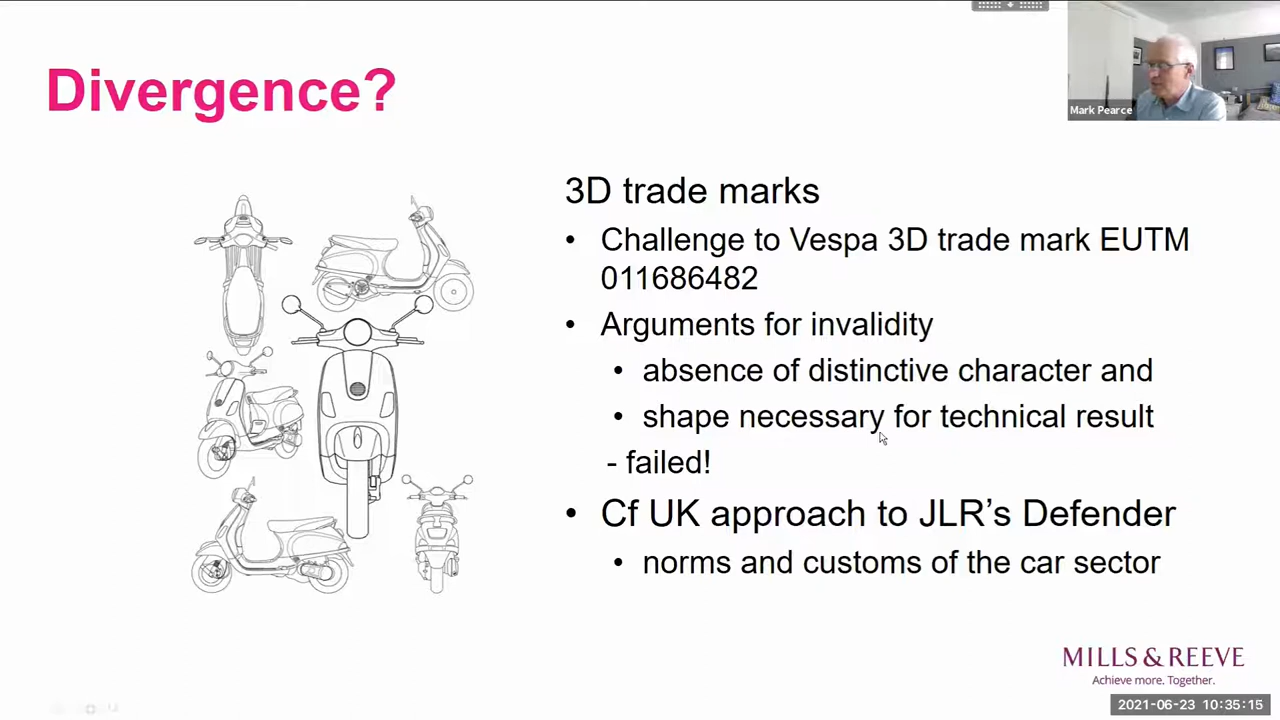 Divergence?
Mark Pearce
3D trade marks
• Challenge to Vespa 3D trade mark EUTM
011686482
• Arguments for invalidity
• absence of distinctive character and
• shape necessary for technical result
- failed!
• Cf UK approach to JLR’s Defender
• norms and customs of the car sector
MILLS & REEVE
Achieve more. Together.
2021-06-23 10:35:15